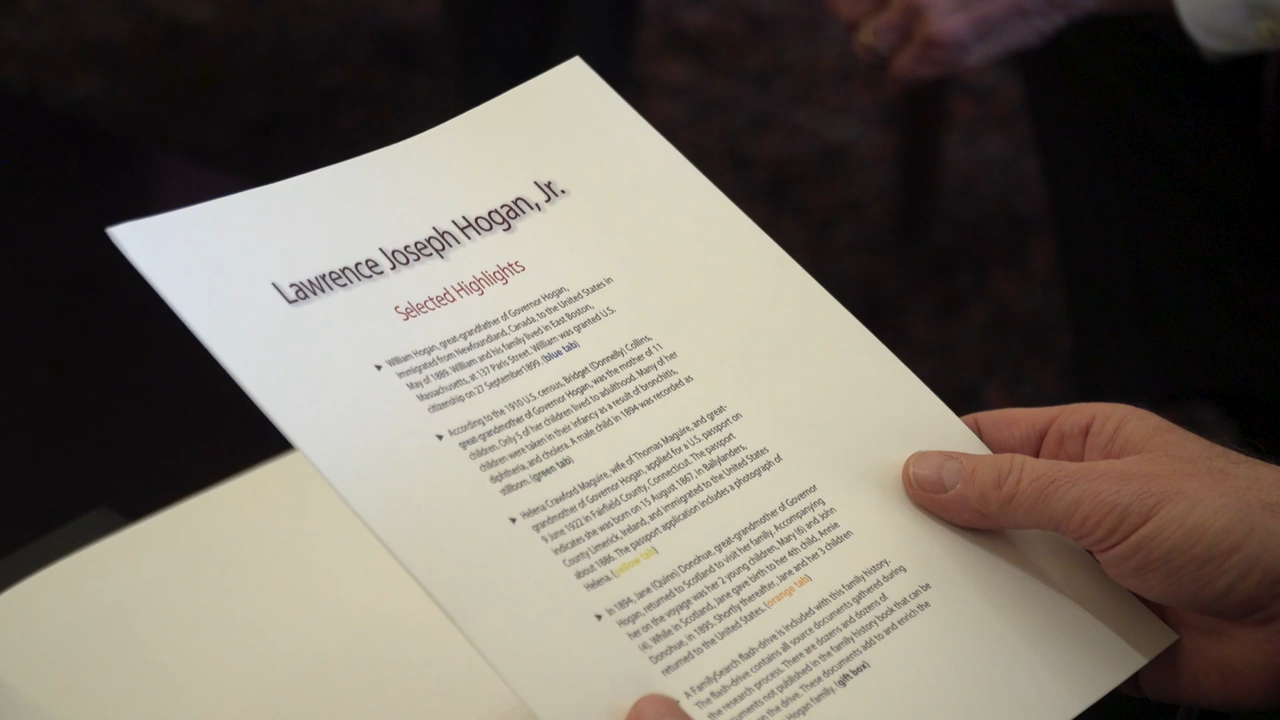 Lawrence Joseph Hogan, Jr.
Selected Highlights
William Hogan, great-grandfather of Governor Hogan,
immigrated from Newfoundland, Canada, to the United States in
May of 1889. William and his family lived in East Boston,
Massachusetts, at 137 Paris Street. William was granted U.S.
citizenship on 27 September1899. (blue tab)
According to the 1910 U.S. census, Bridget (Donnelly) Collins,
great-grandmother of Governor Hogan, was the mother of 11
children. Only 5 of her children lived to adulthood. Many of her
children were taken in their infancy as a result of bronchitis,
diphtheria, and cholera. A male child in 1894 was recorded as
stillborn. (green tab)
Helena Crawford Maguire, wife of Thomas Maguire, and great-
grandmother of Governor Hogan, applied for a U.S. passport on
9 June 1922 in Fairfield County, Connecticut. The passport
indicates she was born on 15 August 1867, in Ballylanders,
County Limerick, Ireland, and immigrated to the United States
about 1886. The passport application includes a photograph of
Helena. (yellow tab)
In 1894, Jane (Quinn) Donohue, great-grandmother of Governor
Hogan, returned to Scotland to visit her family. Accompanying
her on the voyage was her 2 young children, Mary (6) and John
(4). While in Scotland, Jane gave birth to her 4th child, Annie
Donohue, in 1895. Shortly thereafter, Jane and her 3 children
returned to the United States. (orange tab)
A FamilySearch flash-drive is included with this family history.
The flash-drive contains all source documents gathered during
the research process. There are dozens and dozens of
documents not published in the family history book that can be
on the drive. These documents add to and enrich the
Hogan family. (gift box)